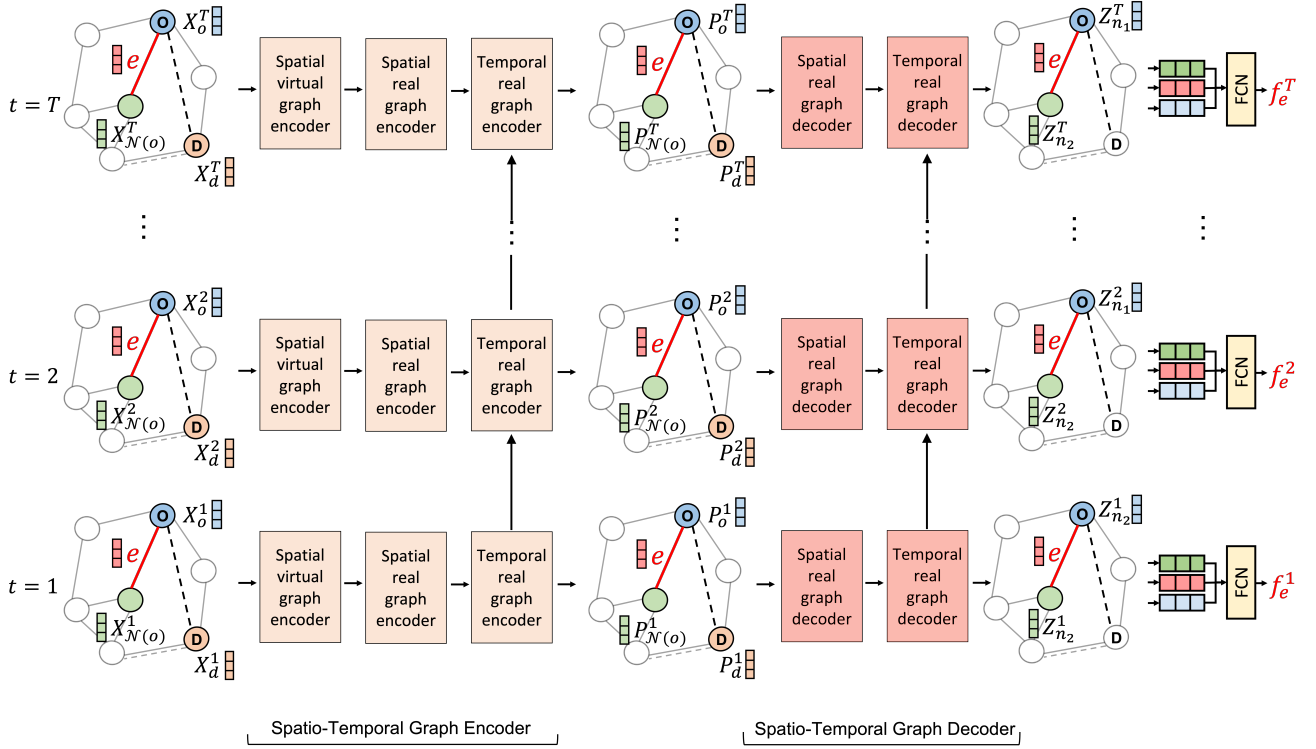 O
X_o^T
e
X_{N(o)}^T
D
X_d^T
t = T
Spatial
virtual
graph
encoder
Spatial
real
graph
encoder
Temporal
real
graph
encoder
O
P_o^T
e
P_{N(o)}^T
D
P_d^T
Spatial
real
graph
decoder
Temporal
real
graph
decoder
O
Z_{n_1}^T
e
Z_{n_2}^T
D
FCN
f_e^T
⋮
⋮
⋮
⋮
⋮
⋮
O
X_o^2
e
X_{N(o)}^2
D
X_d^2
t = 2
Spatial
virtual
graph
encoder
Spatial
real
graph
encoder
Temporal
real
graph
encoder
O
P_o^2
e
P_{N(o)}^2
D
P_d^2
Spatial
real
graph
decoder
Temporal
real
graph
decoder
O
Z_{n_1}^2
e
Z_{n_2}^2
D
FCN
f_e^2
O
X_o^1
e
X_{N(o)}^1
D
X_d^1
t = 1
Spatial
virtual
graph
encoder
Spatial
real
graph
encoder
Temporal
real
graph
encoder
O
P_o^1
e
P_{N(o)}^1
D
P_d^1
Spatial
real
graph
decoder
Temporal
real
graph
decoder
O
Z_{n_2}^1
e
Z_{n_2}^1
D
FCN
f_e^1
Spatio-Temporal Graph Encoder
Spatio-Temporal Graph Decoder